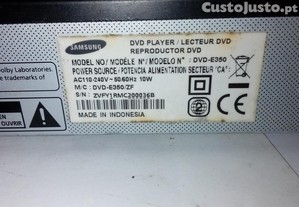 CustoJusto.pt
SAMSUNG
DVD PLAYER / LECTEUR DVD
REPRODUCTOR DVD
MODEL NO./ MODÈLE N°/ MODELO N° : DVD-E350
POWER SOURCE / POTENCIA ALIMENTATION SECTEUR "CA" :
AC110-240V~50/60Hz 10W
M/C : DVD-E350/ZF
S/N : ZVFY1RMC200036B
MADE IN INDONESIA
Dolby Laboratories.
trademarks of
OUVRIR